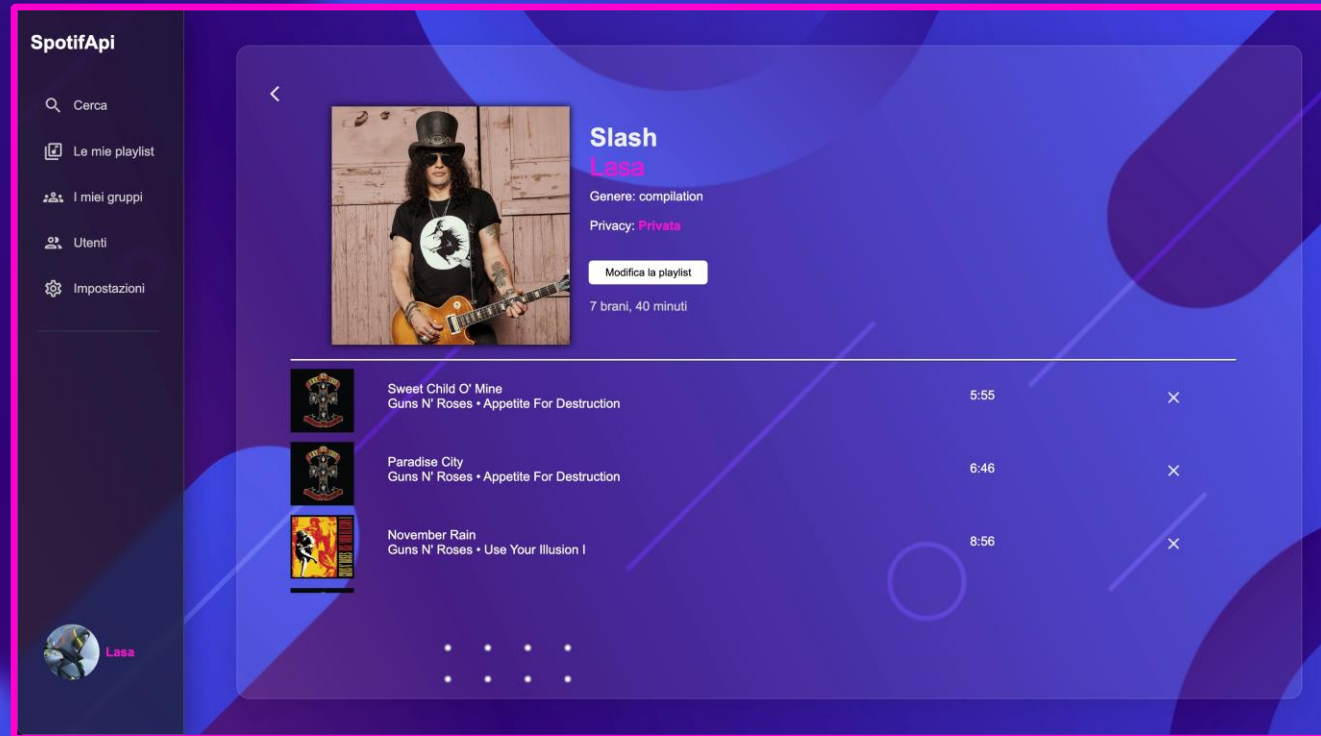 SpotifApi
Cerca
Le mie playlist
I miei gruppi
Utenti
Impostazioni
Lasa
Slash
Lasa
Genere: compilation
Privacy: Privata
Modifica la playlist
7 brani, 40 minuti
Sweet Child O' Mine
Guns N' Roses • Appetite For Destruction
5:55
Paradise City
Guns N' Roses • Appetite For Destruction
6:46
November Rain
Guns N' Roses • Use Your Illusion I
8:56